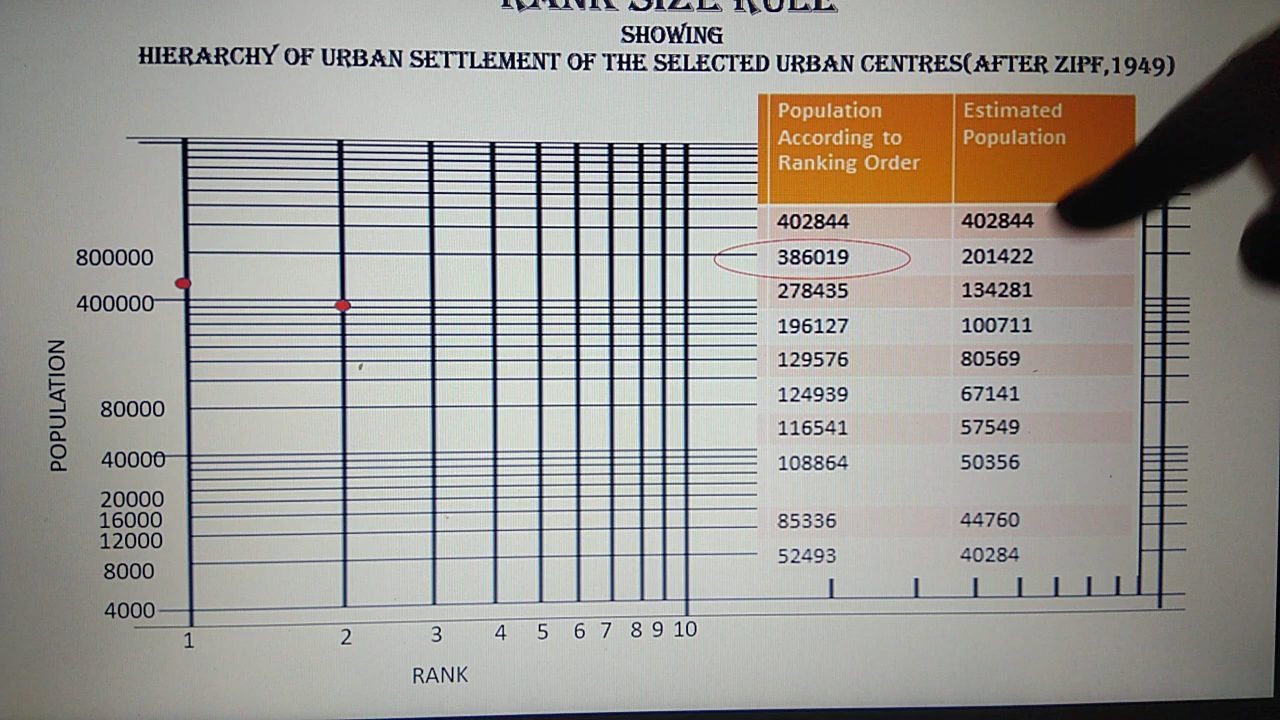 RANK SIZE RULE
SHOWING
HIERARCHY OF URBAN SETTLEMENT OF THE SELECTED URBAN CENTRES(AFTER ZIPF,1949)
Population According to Ranking Order
Estimated Population
402844 402844
386019 201422
278435 134281
196127 100711
129576 80569
124939 67141
116541 57549
108864 50356
85336 44760
52493 40284
POPULATION
800000
400000
80000
40000
20000
16000
12000
8000
4000
1 2 3 4 5 6 7 8 9 10
RANK